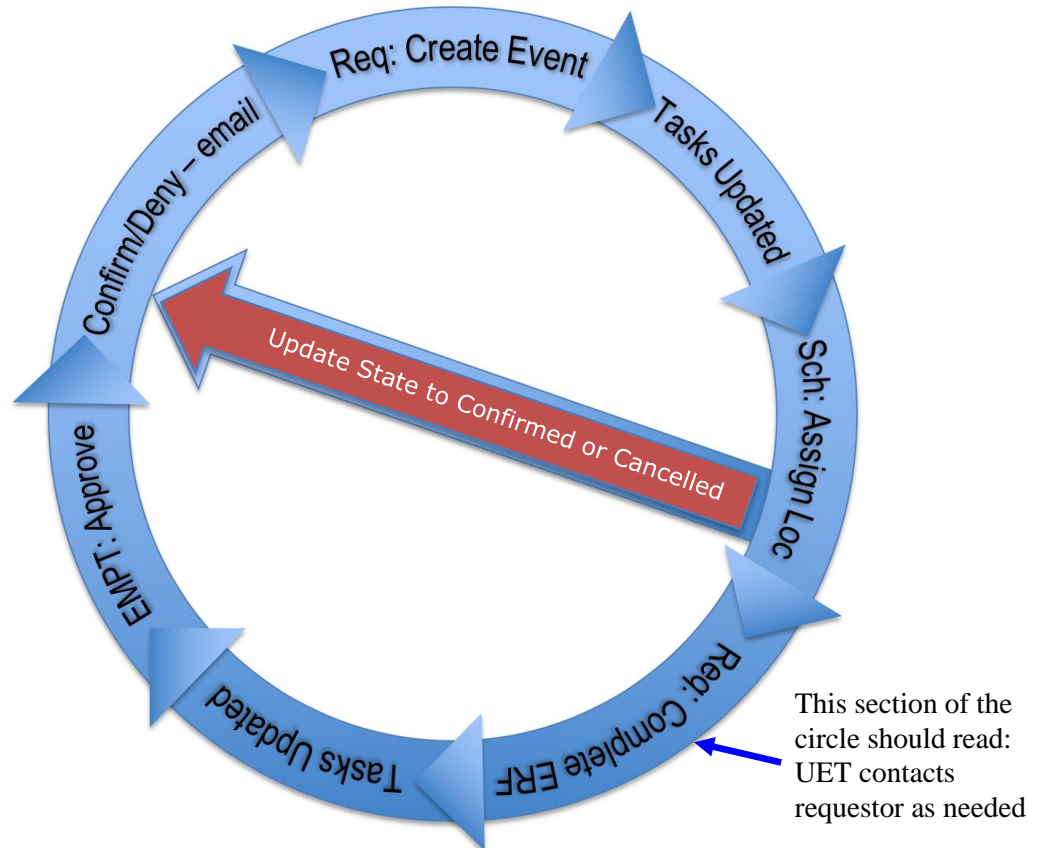 Req: Create Event
Tasks Updated
Sch: Assign Loc
Req: Complete ERF
Tasks Updated
EMPT: Approve
Confirm/Deny – email
Update State to Confirmed or Cancelled
This section of the
circle should read:
UET contacts
requestor as needed